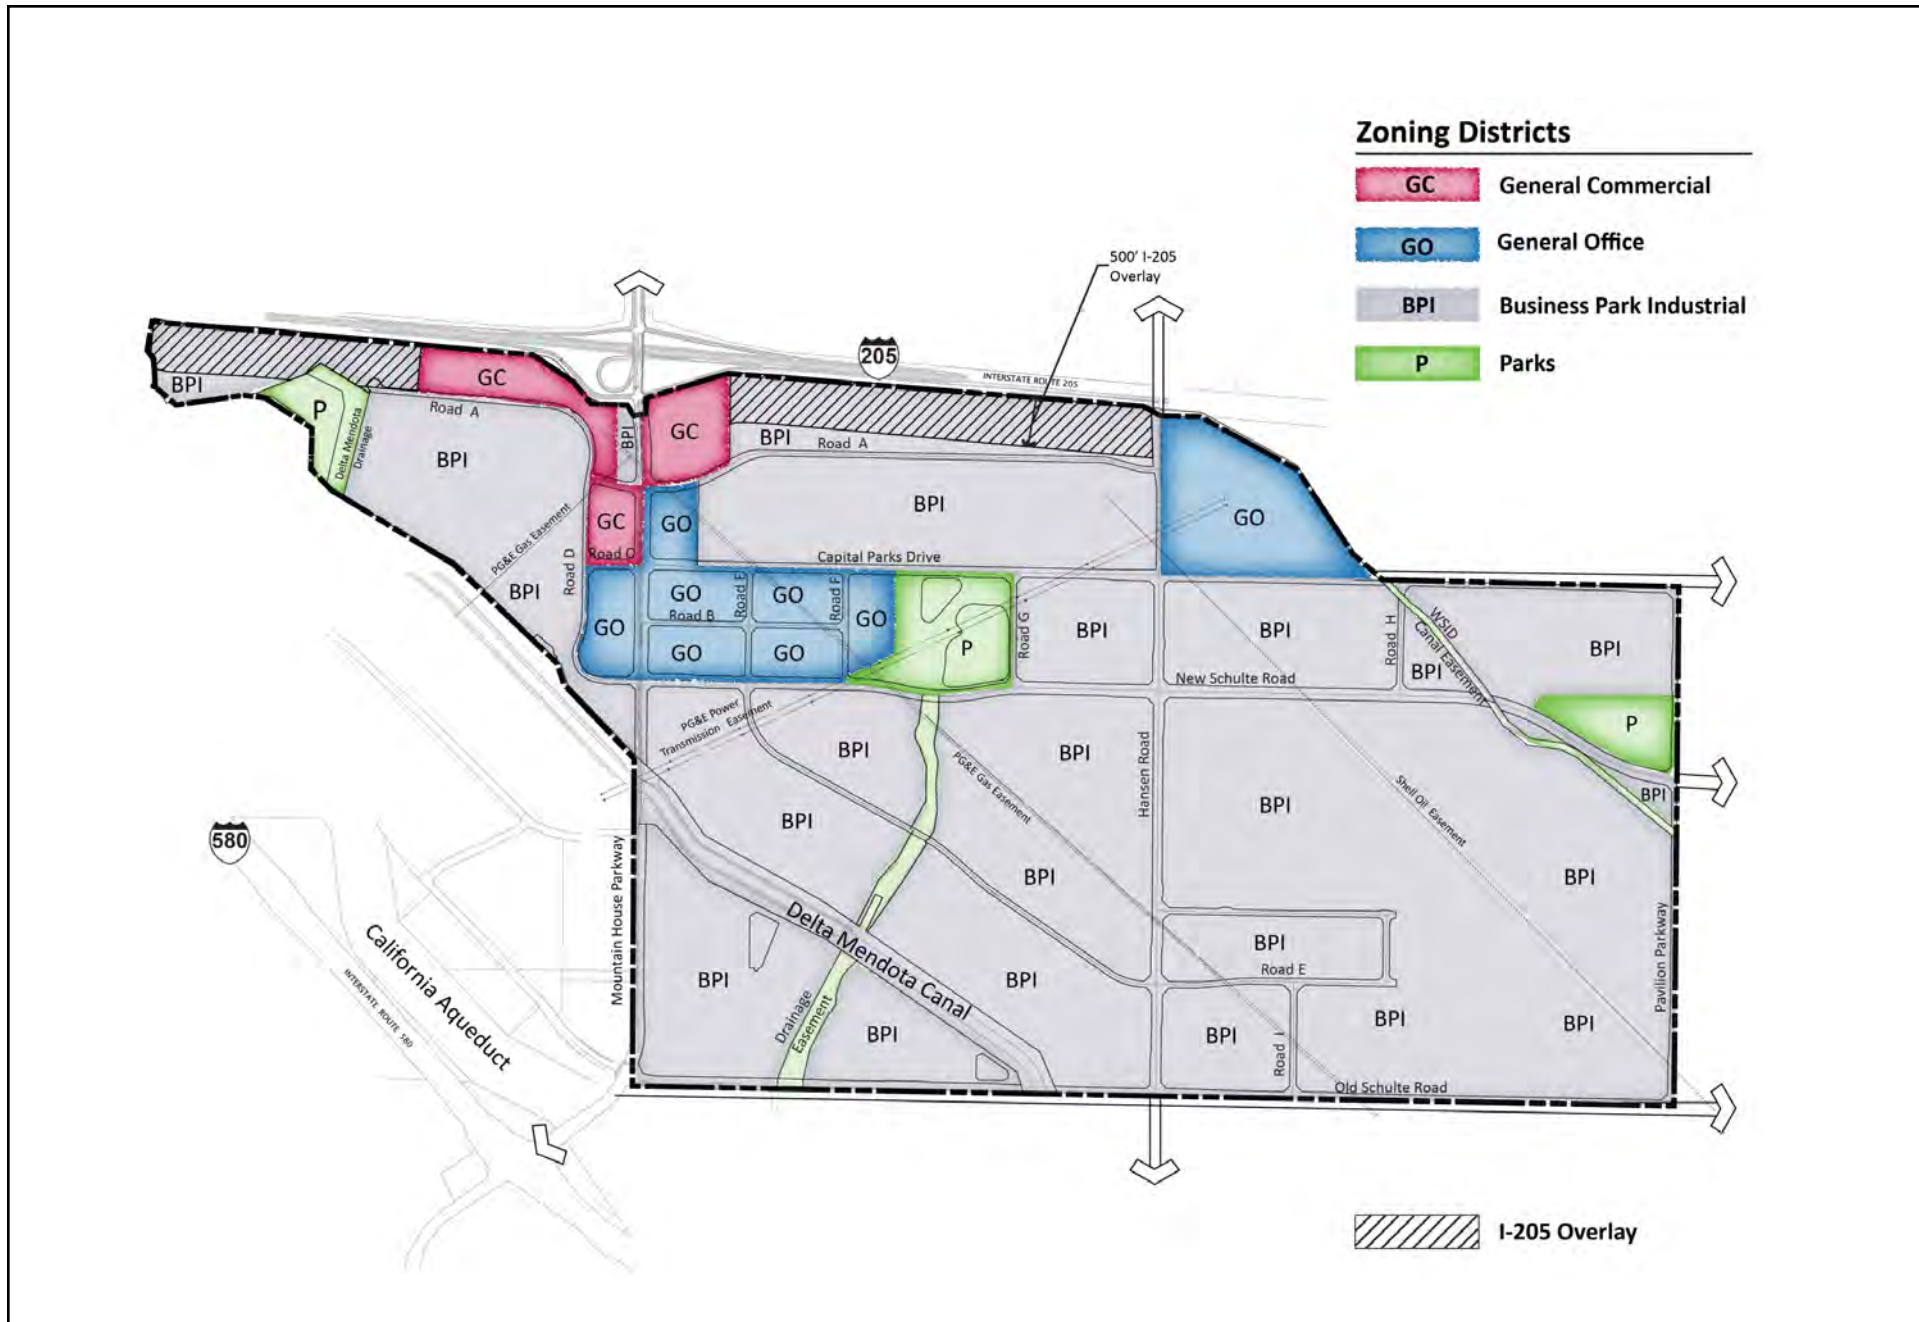 Zoning Districts
GC General Commercial
GO General Office
BPI Business Park Industrial
P Parks
500' I-205
Overlay
205
INTERSTATE ROUTE 205
BPI
P
Delta Mendota
Drainage
GC
Road A
BPI
BPI
GC
BPI
Road A
BPI
GO
PG&E Gas Easement
GC
GO
Road C
Road D
BPI
Capital Parks Drive
GO
GO
Road B
Road E
GO
Road F
GO
GO
GO
P
Road G
BPI
BPI
Road H
BPI
WSID
Canal Easement
BPI
New Schulte Road
P
BPI
PG&E Power
Transmission Easement
BPI
PG&E Gas Easement
BPI
Hansen Road
BPI
Shell Oil Easement
BPI
BPI
BPI
Pavilion Parkway
580
INTERSTATE ROUTE 580
California Aqueduct
Mountain House Parkway
BPI
Delta Mendota Canal
Drainage
Easement
BPI
BPI
BPI
Road E
BPI
Road I
BPI
BPI
Old Schulte Road
I-205 Overlay